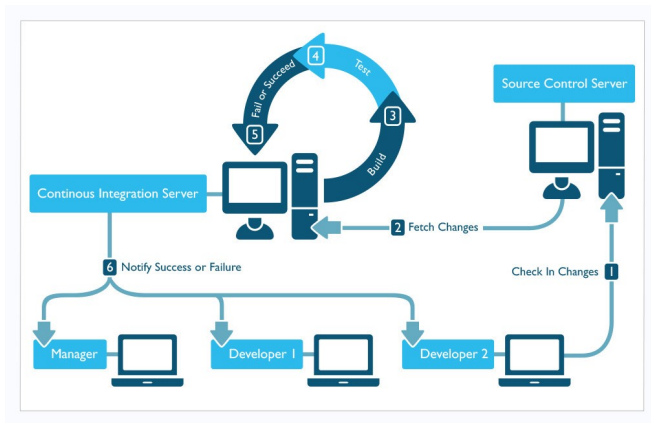 4
Test
Fail or Succeed
5
3
Build
Source Control Server
Continous Integration Server
2 Fetch Changes
6 Notify Success or Failure
Check In Changes 1
Manager
Developer 1
Developer 2